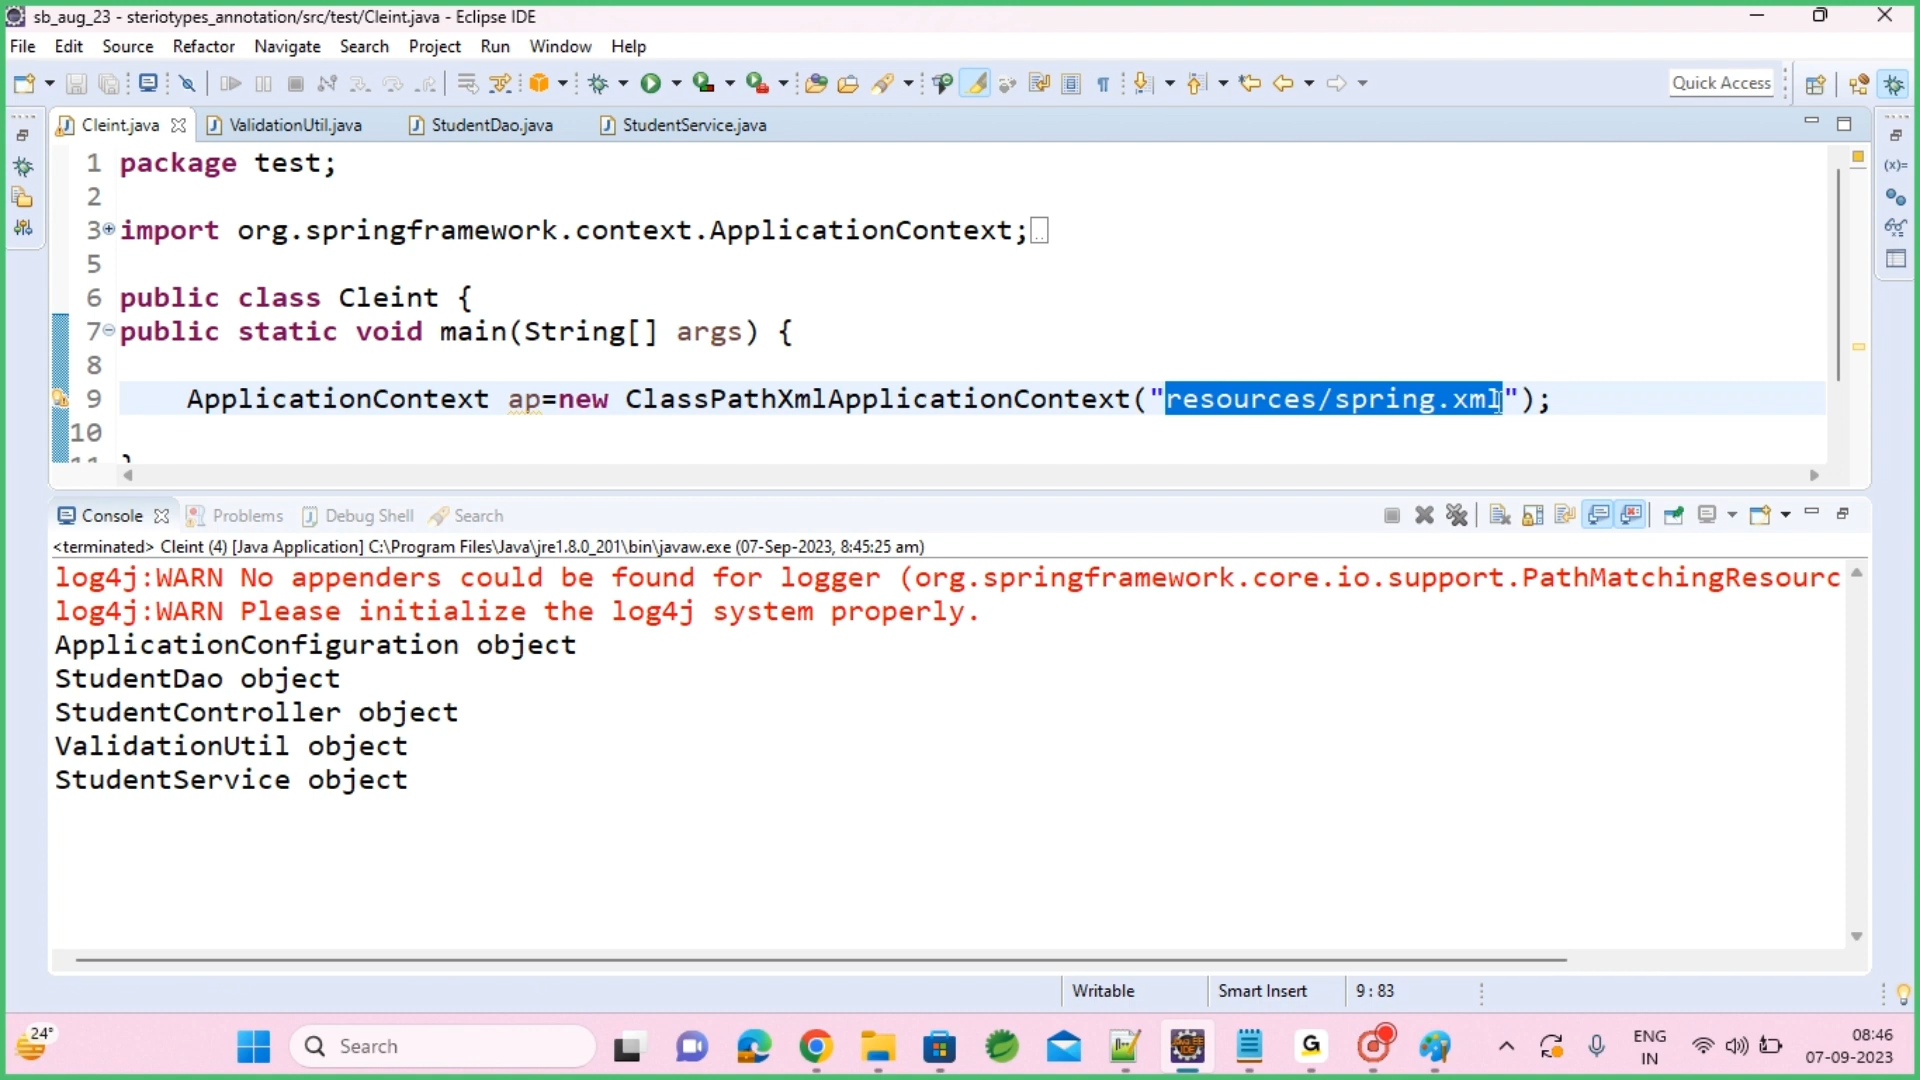 sb_aug_23 - steriotypes_annotation/src/test/Cleint.java - Eclipse IDE
File Edit Source Refactor Navigate Search Project Run Window Help
Quick Access
Cleint.java ValidationUtil.java StudentDao.java StudentService.java
1 package test;
2
3 import org.springframework.context.ApplicationContext;
5
6 public class Cleint {
7 public static void main(String[] args) {
8
9 ApplicationContext ap=new ClassPathXmlApplicationContext("resources/spring.xml");
10
11 }
Console Problems Debug Shell Search
<terminated> Cleint (4) [Java Application] C:\Program Files\Java\jre1.8.0_201\bin\javaw.exe (07-Sep-2023, 8:45:25 am)
log4j:WARN No appenders could be found for logger (org.springframework.core.io.support.PathMatchingResourc
log4j:WARN Please initialize the log4j system properly.
ApplicationConfiguration object
StudentDao object
StudentController object
ValidationUtil object
StudentService object
Writable Smart Insert 9 : 83
24°
Search
ENG
IN
08:46
07-09-2023